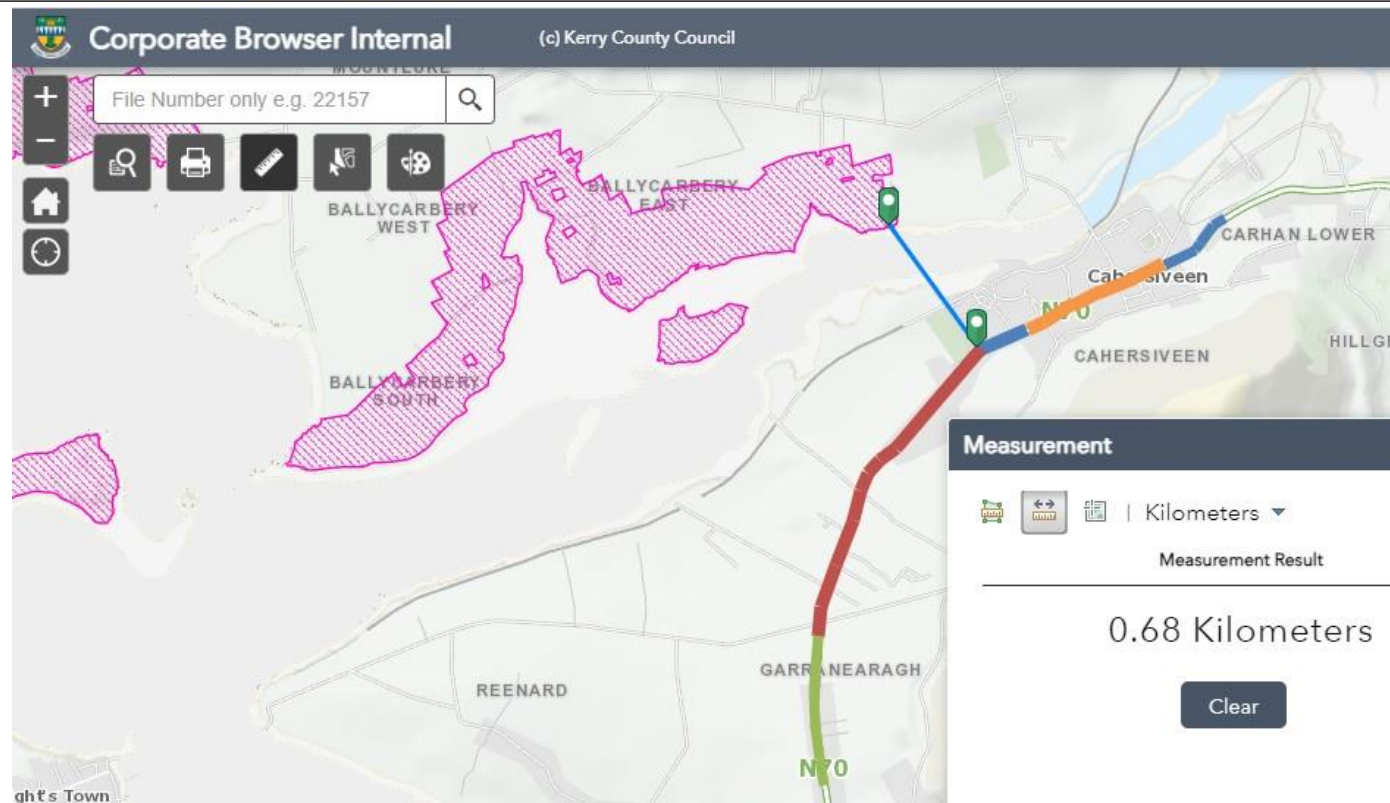 Corporate Browser Internal
(c) Kerry County Council
File Number only e.g. 22157
BALLYCARBERY
EAST
BALLYCARBERY
WEST
CARHAN LOWER
Cahersiveen
N70
CAHERSIVEEN
BALLYCARBERY
SOUTH
Measurement
Kilometers
Measurement Result
0.68 Kilometers
GARRANEARAGH
REENARD
Clear
N70
ght's Town